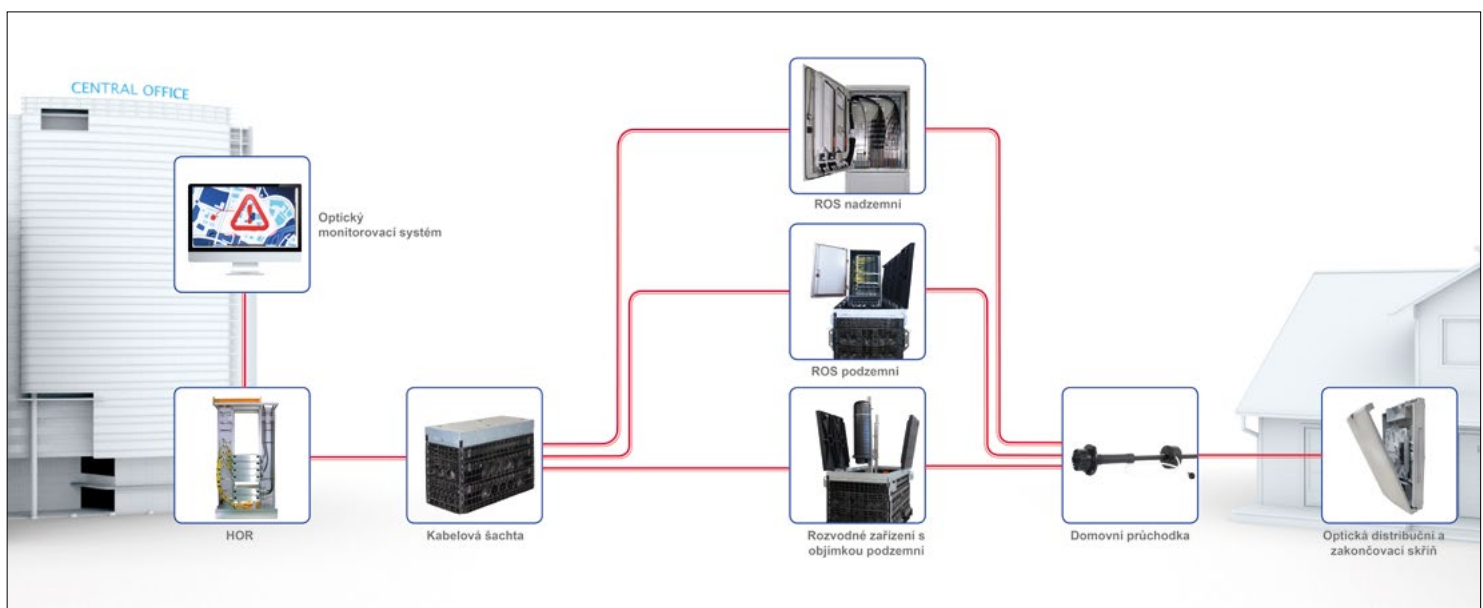 CENTRAL OFFICE
Optický
monitorovací systém
HOR
Kabelová šachta
ROS nadzemní
ROS podzemní
Rozvodné zařízení s
objímkou podzemní
Domovní průchodka
Optická distribuční a
zakončovací skříň